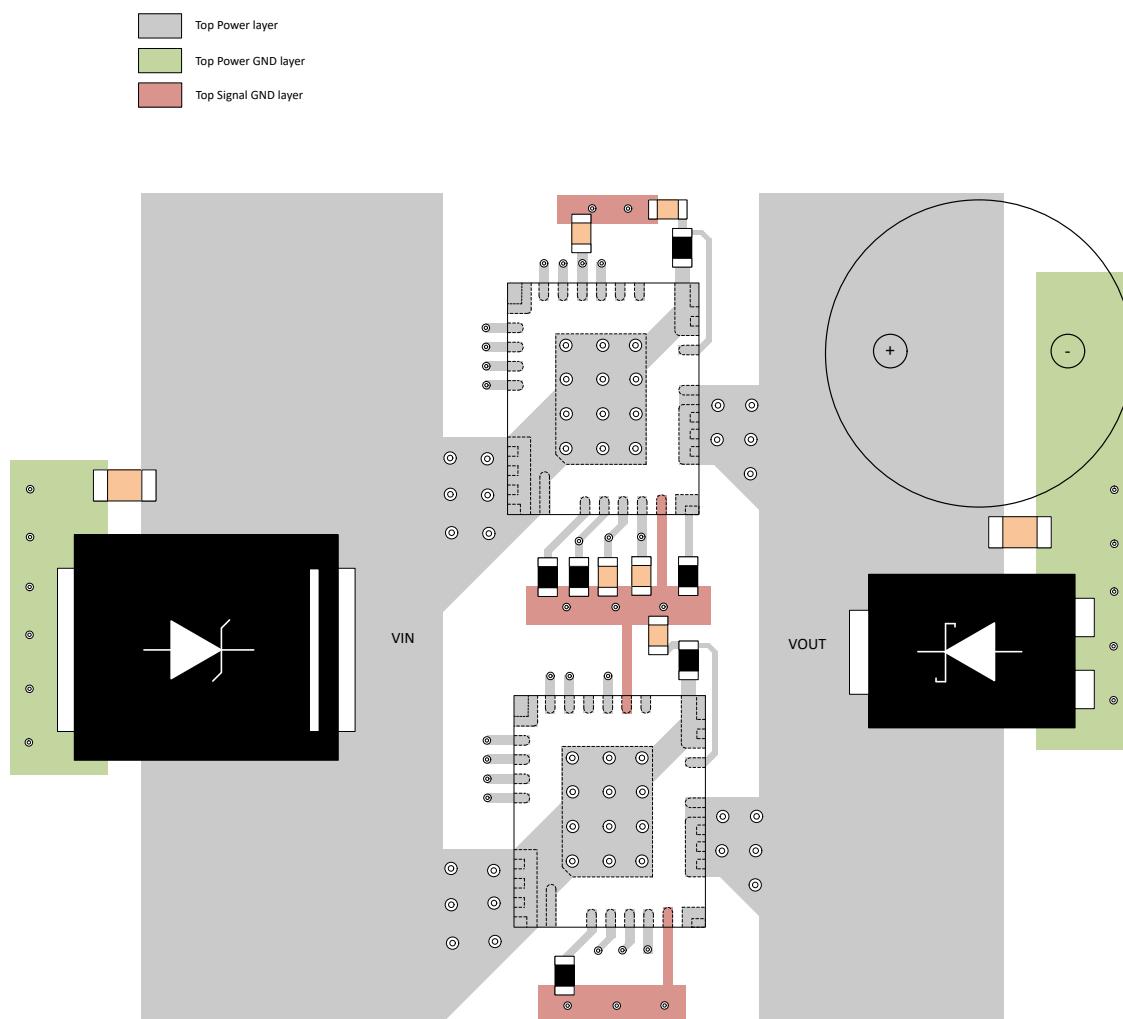 Top Power layer
Top Power GND layer
Top Signal GND layer
+
-
VIN
VOUT